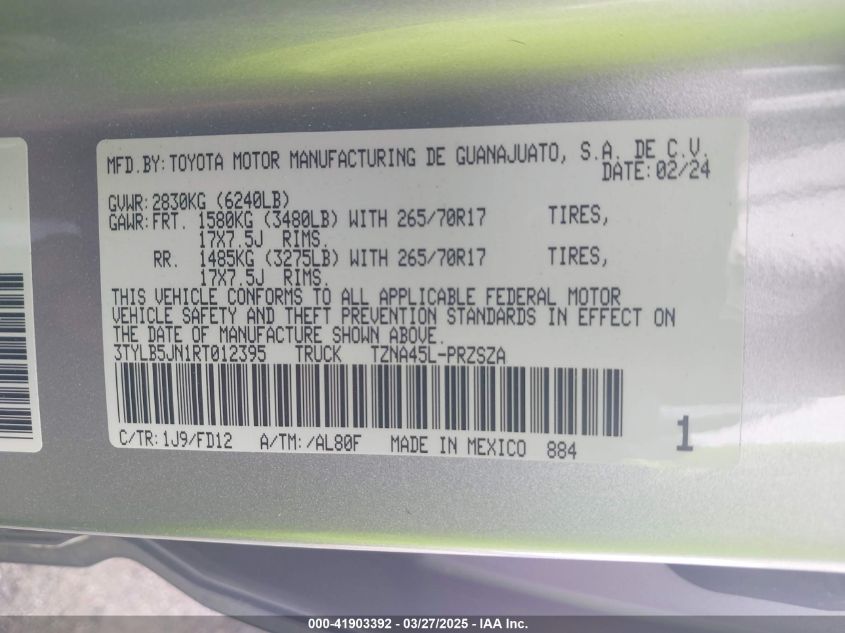 MFD.BY:TOYOTA MOTOR MANUFACTURING DE GUANAJUATO, S.A. DE C.V.
DATE:02/24
GVWR:2830KG (6240LB)
GAWR:FRT. 1580KG (3480LB) WITH 265/70R17 TIRES,
17X7.5J RIMS.
RR. 1485KG (3275LB) WITH 265/70R17 TIRES,
17X7.5J RIMS.
THIS VEHICLE CONFORMS TO ALL APPLICABLE FEDERAL MOTOR
VEHICLE SAFETY AND THEFT PREVENTION STANDARDS IN EFFECT ON
THE DATE OF MANUFACTURE SHOWN ABOVE.
3TYLB5JN1RT012395 TRUCK TZNA45L-PRZSZA
C/TR:1J9/FD12 A/TM:/AL80F MADE IN MEXICO 884
1
000-41903392 | 03/27/2025 | IAA, Inc.